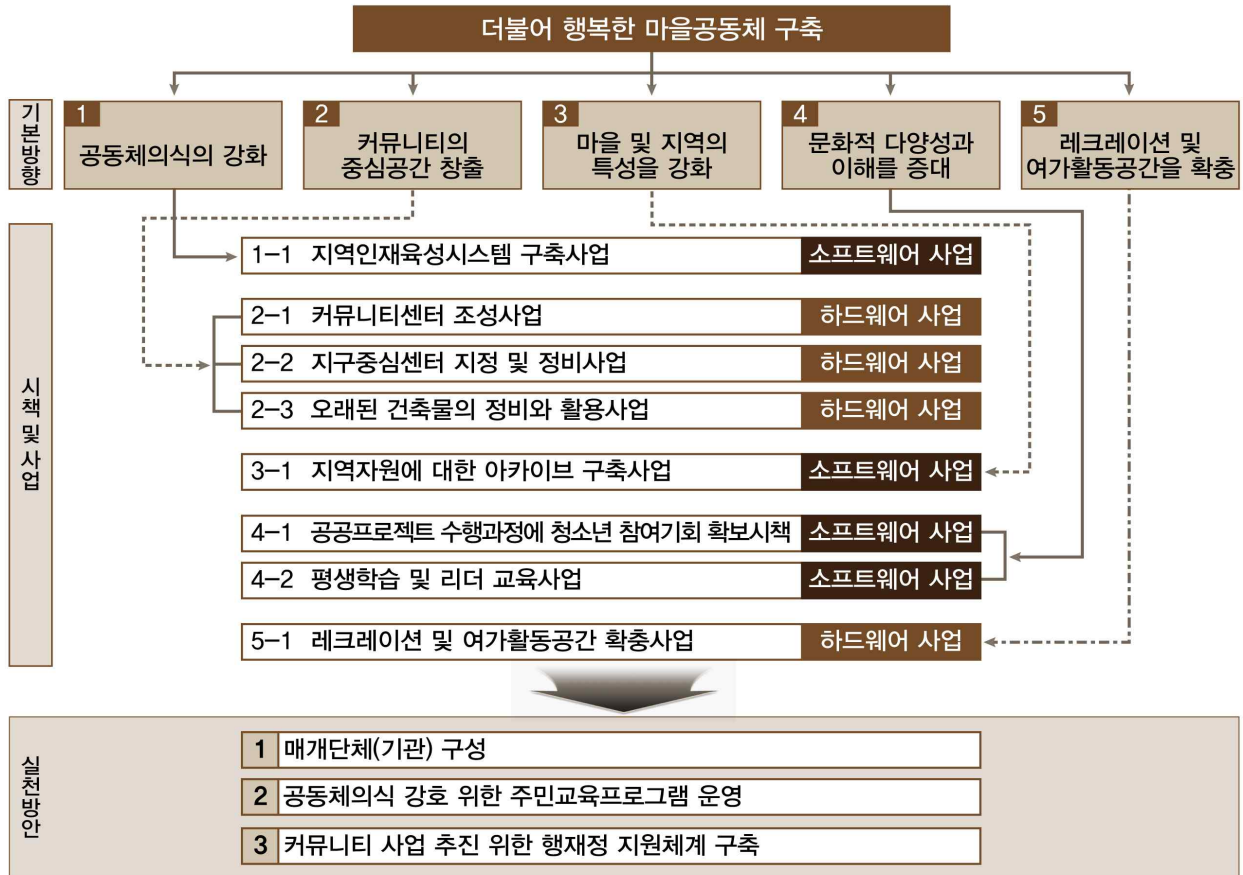 더불어 행복한 마을공동체 구축
기본방향
1
공동체의식의 강화
2
커뮤니티의
중심공간 창출
3
마을 및 지역의
특성을 강화
4
문화적 다양성과
이해를 증대
5
레크레이션 및
여가활동공간을 확충
시책 및 사업
1-1 지역인재육성시스템 구축사업 소프트웨어 사업
2-1 커뮤니티센터 조성사업 하드웨어 사업
2-2 지구중심센터 지정 및 정비사업 하드웨어 사업
2-3 오래된 건축물의 정비와 활용사업 하드웨어 사업
3-1 지역자원에 대한 아카이브 구축사업 소프트웨어 사업
4-1 공공프로젝트 수행과정에 청소년 참여기회 확보시책 소프트웨어 사업
4-2 평생학습 및 리더 교육사업 소프트웨어 사업
5-1 레크레이션 및 여가활동공간 확충사업 하드웨어 사업
실천방안
1 매개단체(기관) 구성
2 공동체의식 강호 위한 주민교육프로그램 운영
3 커뮤니티 사업 추진 위한 행재정 지원체계 구축